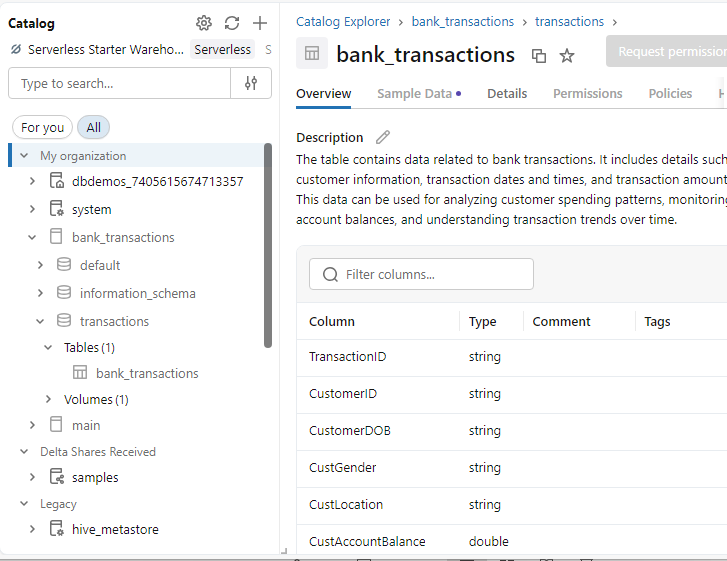 Catalog
Serverless Starter Wareho... Serverless S
Type to search...
For you All
My organization
dbdemos_7405615674713357
system
bank_transactions
default
information_schema
transactions
Tables (1)
bank_transactions
Volumes (1)
main
Delta Shares Received
samples
Legacy
hive_metastore
Catalog Explorer > bank_transactions > transactions >
bank_transactions
Request permission
Overview Sample Data Details Permissions Policies H
Description
The table contains data related to bank transactions. It includes details such
customer information, transaction dates and times, and transaction amount
This data can be used for analyzing customer spending patterns, monitoring
account balances, and understanding transaction trends over time.
Filter columns...
Column Type Comment Tags
TransactionID string
CustomerID string
CustomerDOB string
CustGender string
CustLocation string
CustAccountBalance double